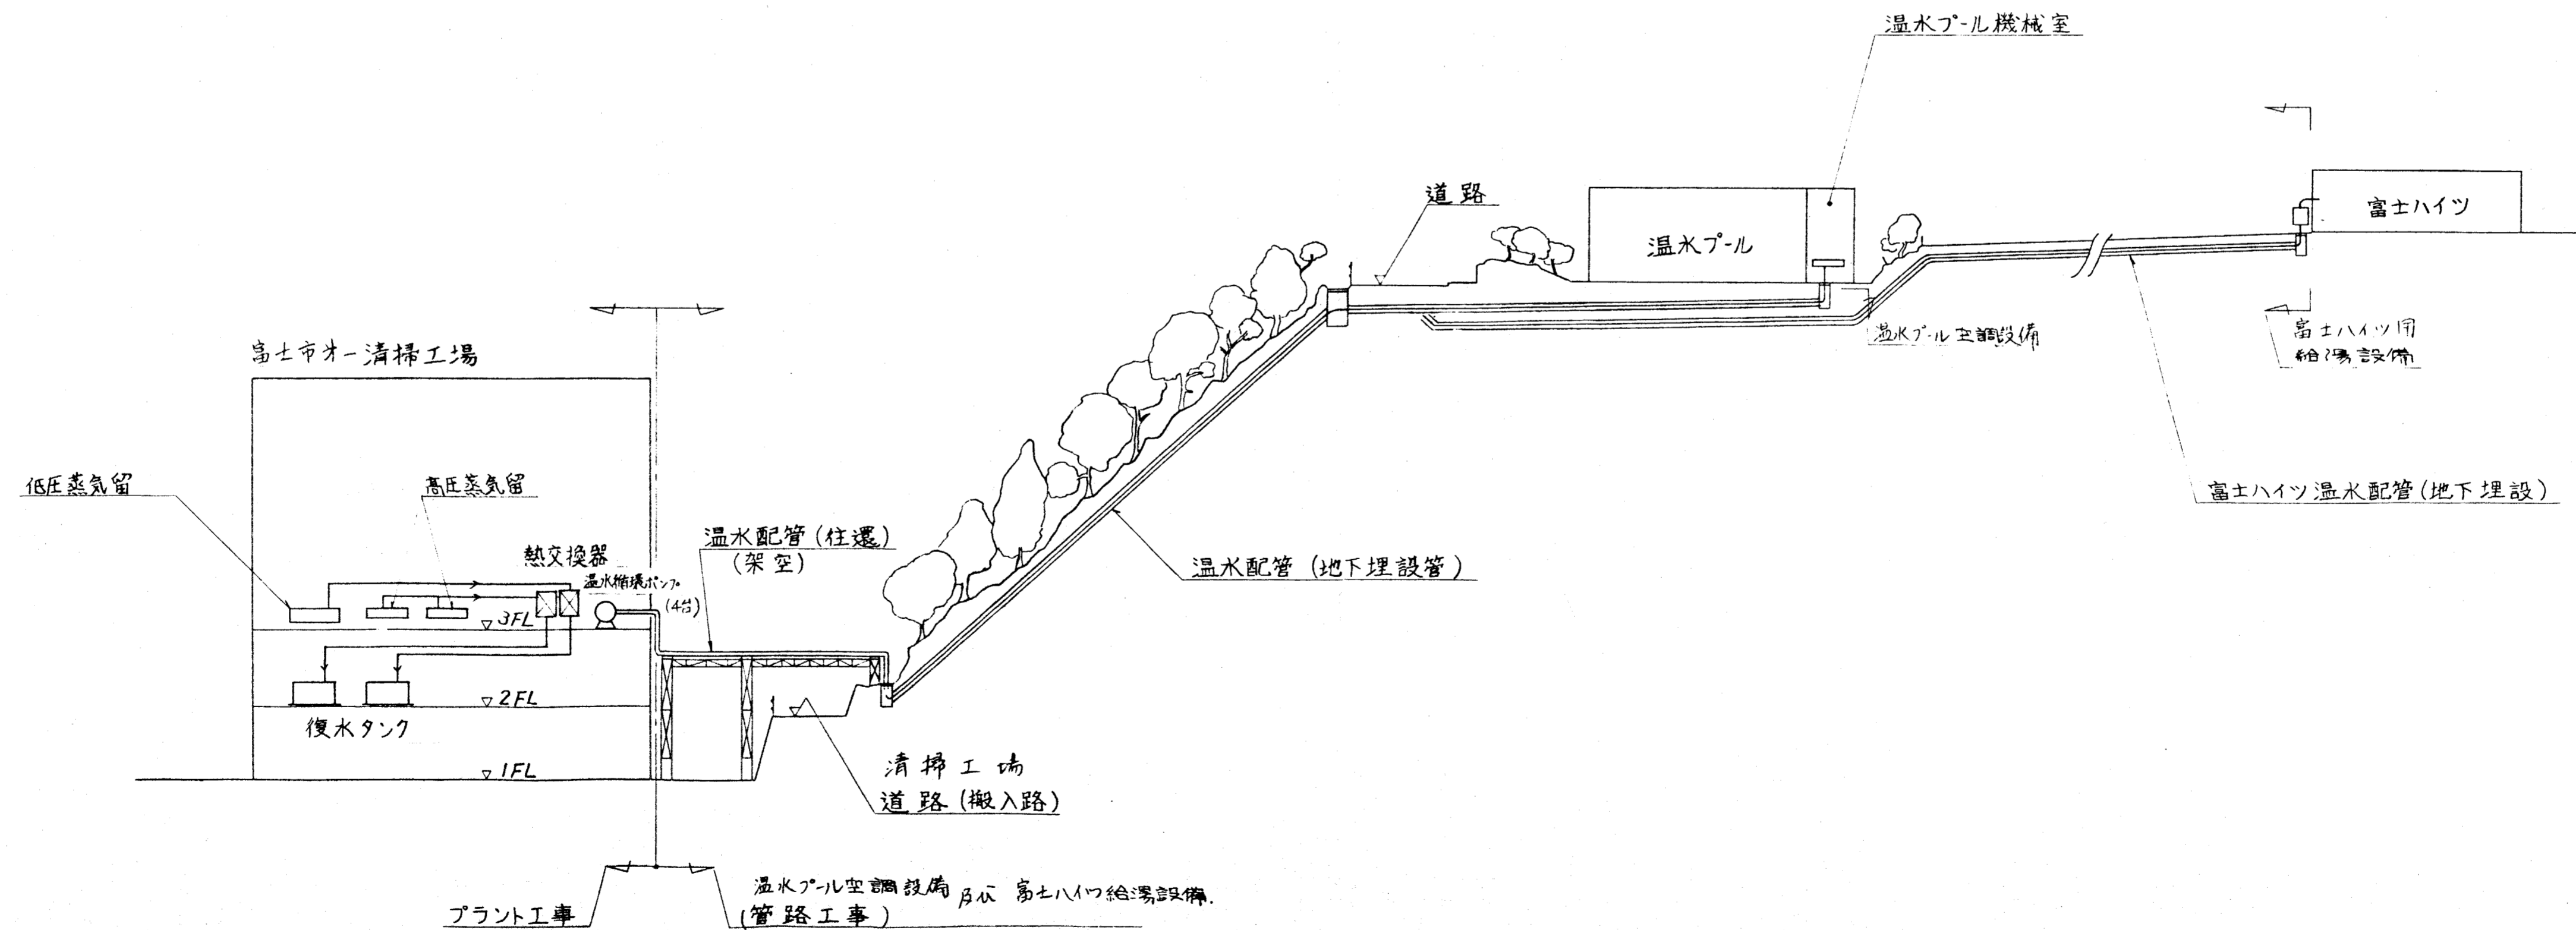 温水プール機械室
道路
温水プール
富士ハイツ
温水プール空調設備
富士ハイツ用
給湯設備
富士市オ一清掃工場
低圧蒸気留
高圧蒸気留
富士ハイツ温水配管(地下埋設)
温水配管(往還)
(架空)
熱交換器
温水循環ポンプ
(4台)
温水配管 (地下埋設管)
3FL
2FL
復水タンク
1FL
清掃工場
道路(搬入路)
温水プール空調設備 及び 富士ハイツ給湯設備.
プラント工事
(管路工事)